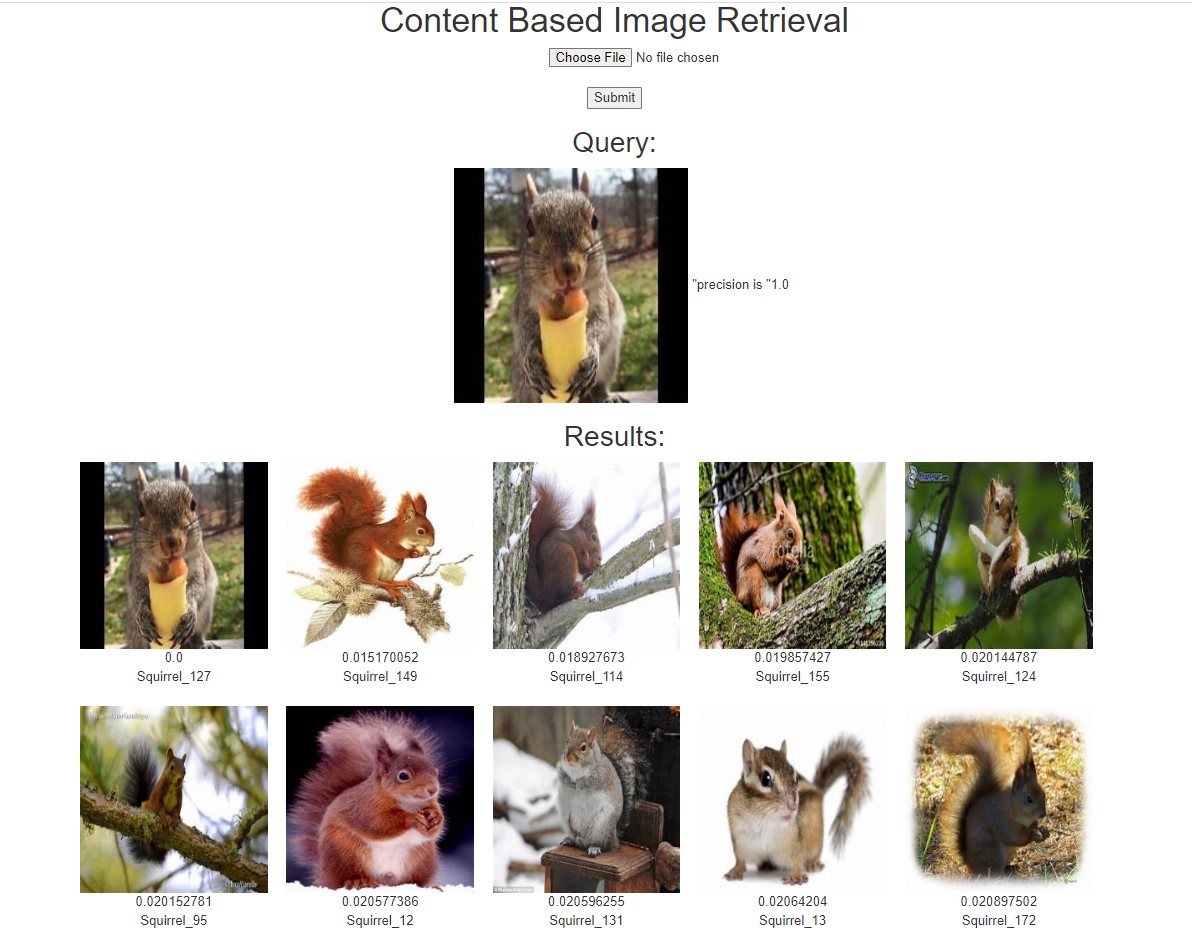 Content Based Image Retrieval
Choose File No file chosen
Submit
Query:
"precision is "1.0
Results:
0.0
Squirrel_127
0.015170052
Squirrel_149
0.018927673
Squirrel_114
fotolia
0.019857427
Squirrel_155
0.020144787
Squirrel_124
0.020152781
Squirrel_95
0.020577386
Squirrel_12
0.020596255
Squirrel_131
0.02064204
Squirrel_13
0.020897502
Squirrel_172